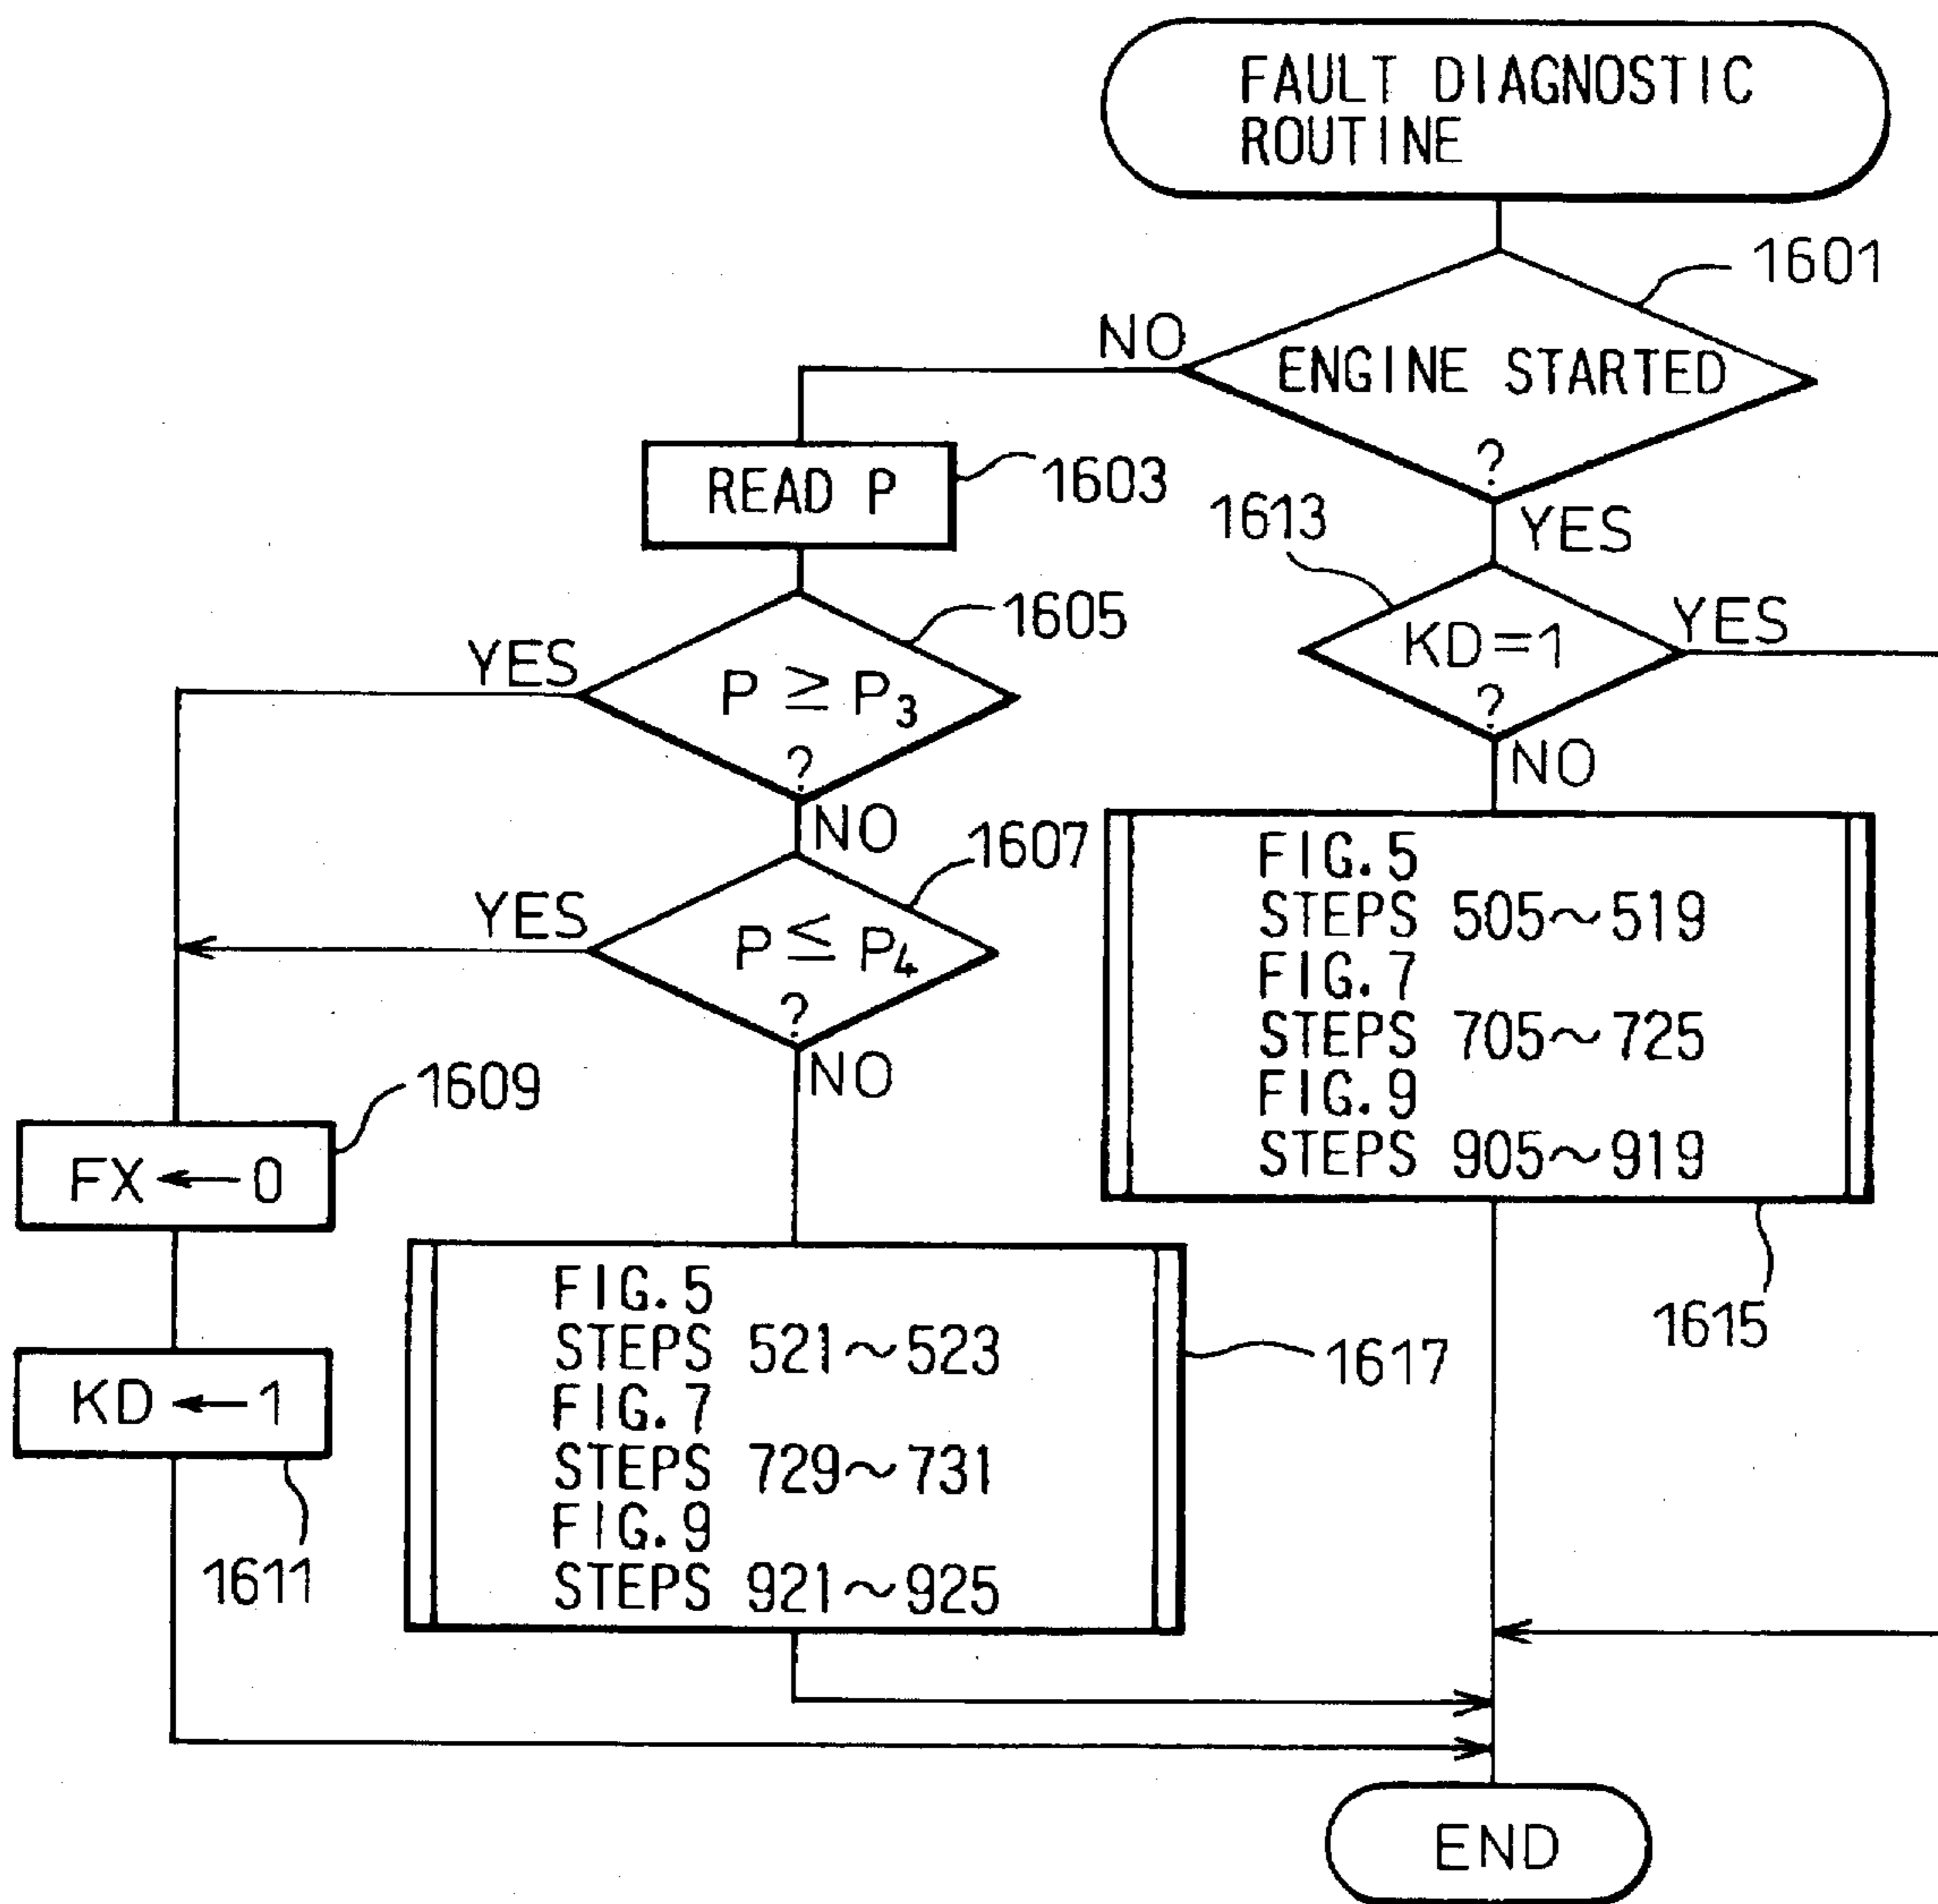 FAULT DIAGNOSTIC
ROUTINE
1601
NO
ENGINE STARTED
?
YES
READ P
1603
1613
1605
YES
P ≥ P₃
?
NO
KD=1
?
YES
NO
1607
YES
P ≤ P₄
?
NO
FIG.5
STEPS 505~519
FIG.7
STEPS 705~725
FIG.9
STEPS 905~919
1615
1609
FX ← 0
KD ← 1
1611
FIG.5
STEPS 521~523
FIG.7
STEPS 729~731
FIG.9
STEPS 921~925
1617
END